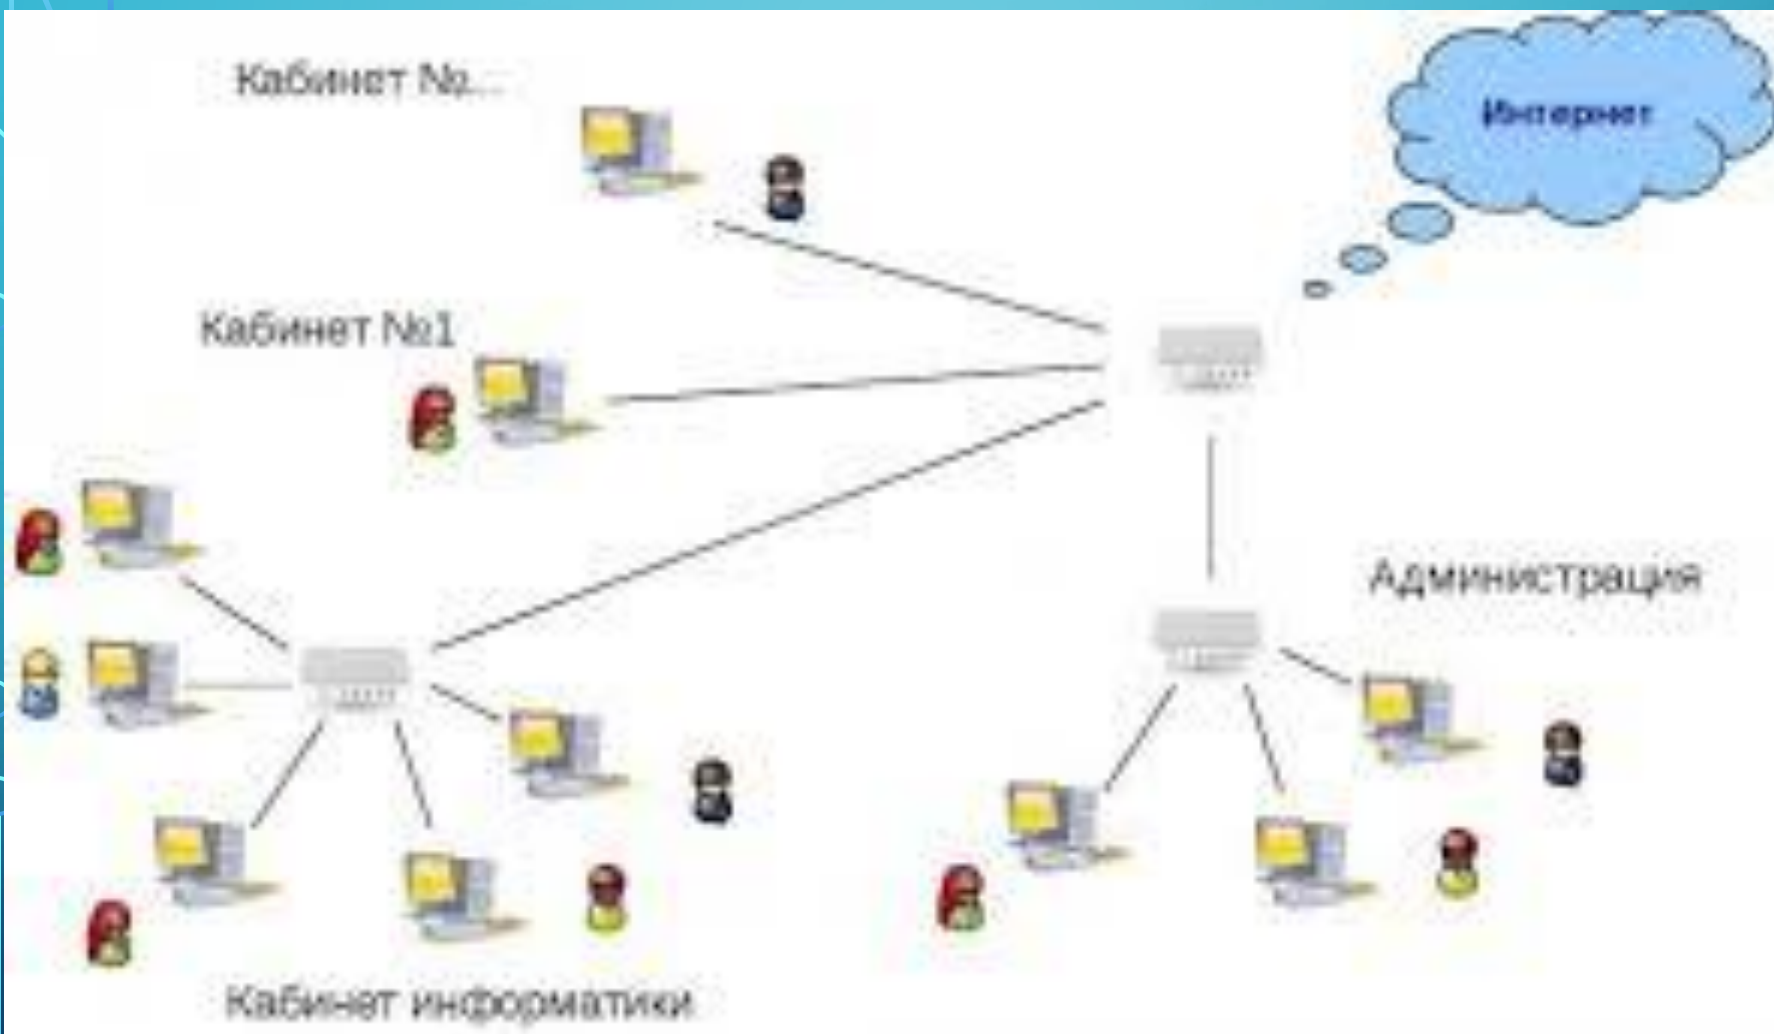 Кабинет №...
Интернет
Кабинет №1
Администрация
Кабинет информатики